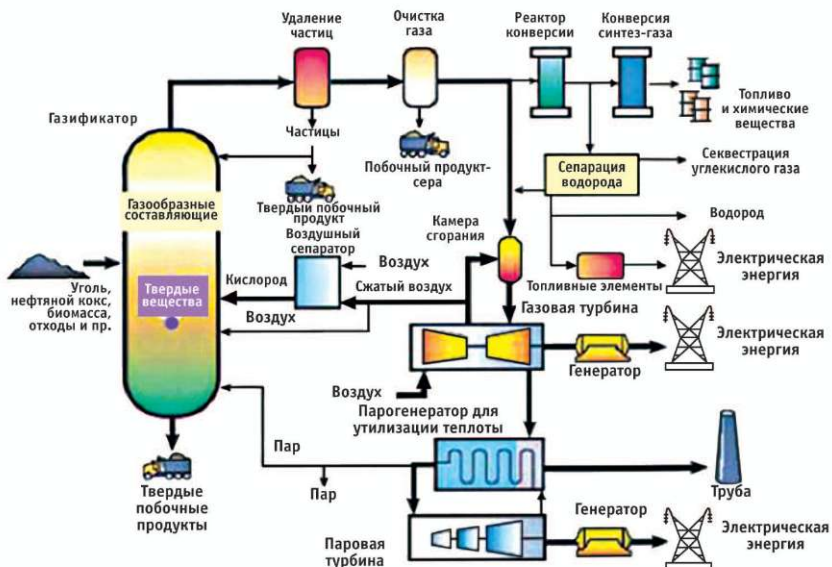 Удаление
частиц
Очистка
газа
Реактор
конверсии
Конверсия
синтез-газа
Топливо
и химические
вещества
Газификатор
Частицы
Побочный продукт-
сера
Сепарация
водорода
Секвестрация
углекислого газа
Газообразные
составляющие
Твердый побочный
продукт
Воздушный
сепаратор
Камера
сгорания
Водород
Уголь,
нефтяной кокс,
биомасса,
отходы и пр.
Твердые
вещества
Кислород
Воздух
Сжатый воздух
Воздух
Топливные элементы
Электрическая
энергия
Газовая турбина
Генератор
Электрическая
энергия
Воздух
Парогенератор для
утилизации теплоты
Пар
Пар
Труба
Твердые
побочные
продукты
Паровая
турбина
Генератор
Электрическая
энергия